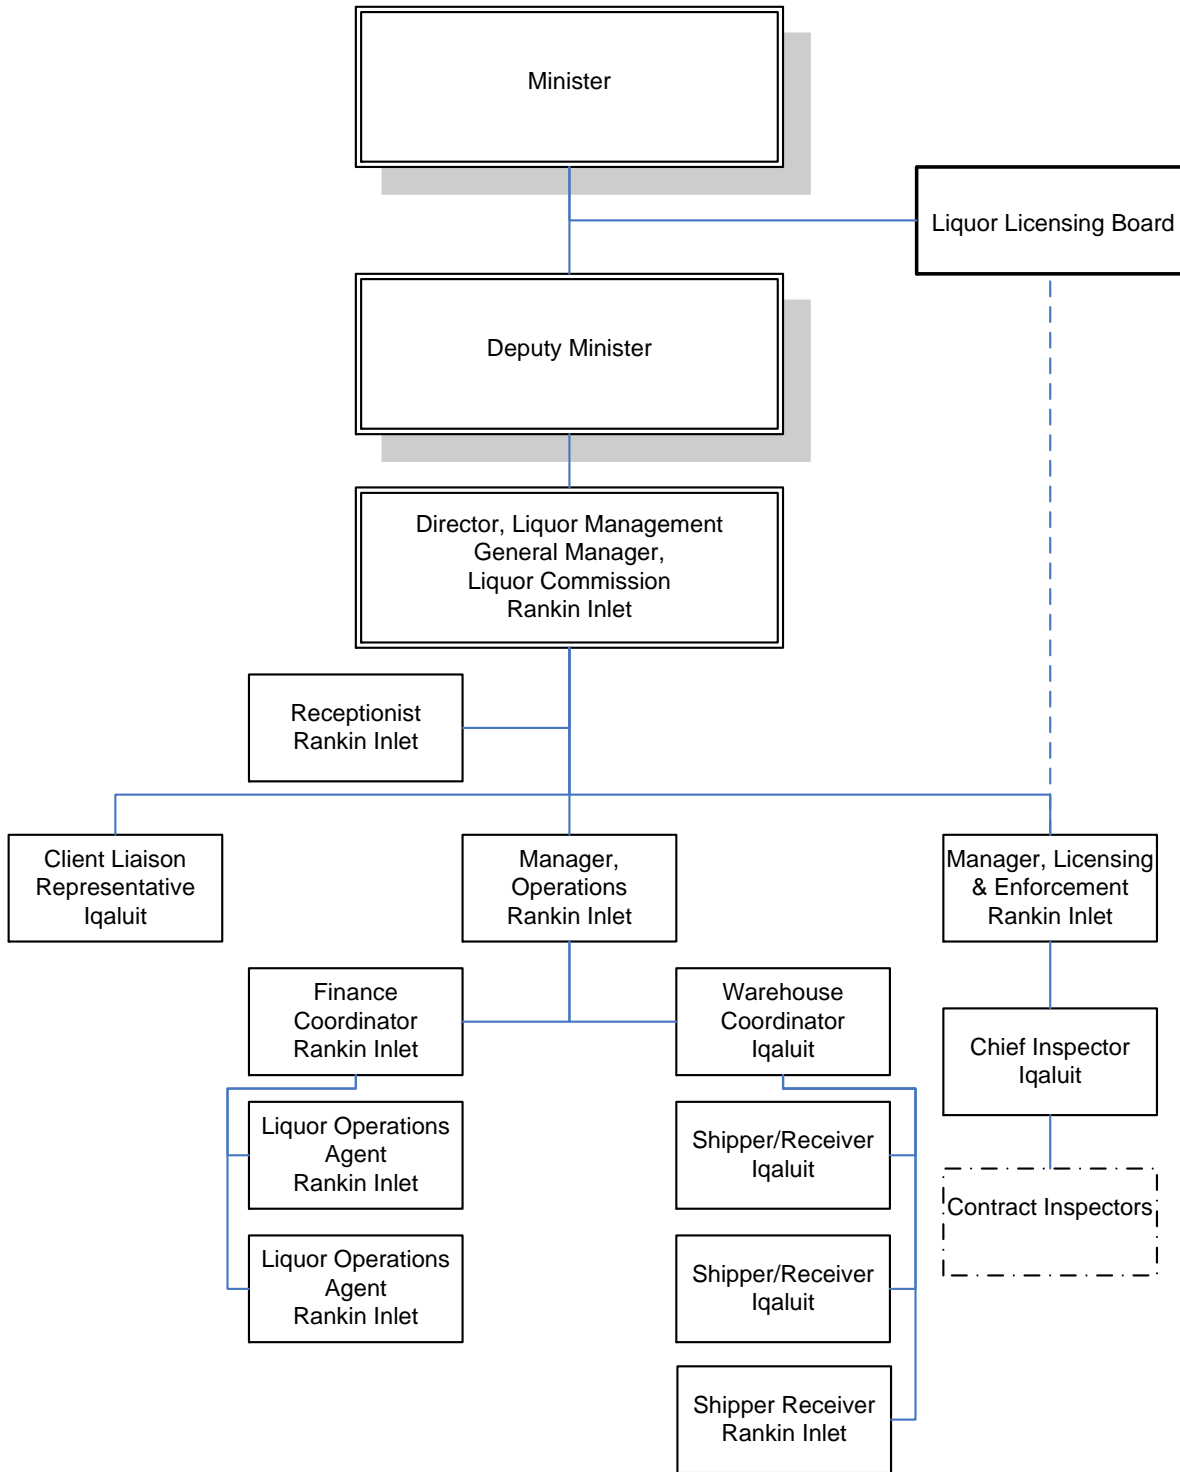 Minister
Liquor Licensing Board
Deputy Minister
Director, Liquor Management
General Manager,
Liquor Commission
Rankin Inlet
Receptionist
Rankin Inlet
Client Liaison
Representative
Iqaluit
Manager,
Operations
Rankin Inlet
Manager, Licensing
& Enforcement
Rankin Inlet
Finance
Coordinator
Rankin Inlet
Warehouse
Coordinator
Iqaluit
Chief Inspector
Iqaluit
Liquor Operations
Agent
Rankin Inlet
Shipper/Receiver
Iqaluit
Contract Inspectors
Liquor Operations
Agent
Rankin Inlet
Shipper/Receiver
Iqaluit
Shipper Receiver
Rankin Inlet